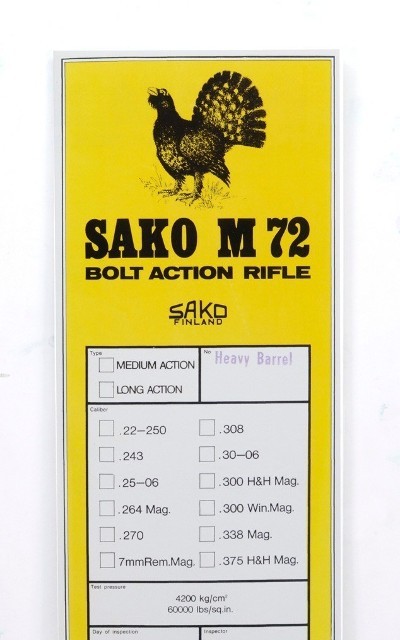 SAKO M 72
BOLT ACTION RIFLE
SAKO
FINLAND
Type
MEDIUM ACTION
LONG ACTION
No
Heavy Barrel
Caliber
.22-250
.308
.243
.30-06
.25-06
.300 H&H Mag.
.264 Mag.
.300 Win.Mag.
.270
.338 Mag.
7mmRem.Mag.
.375 H&H Mag.
Test pressure
4200 kg/cm²
60000 lbs/sq.in.
Day of inspection
Inspector